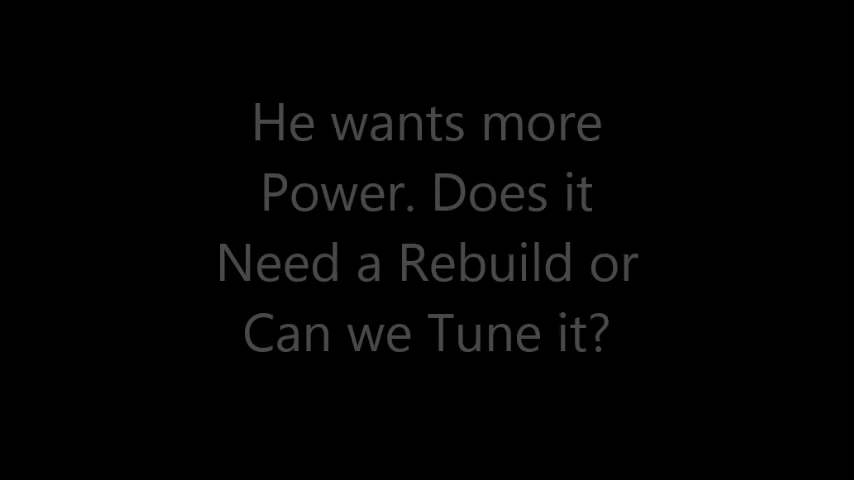 He wants more
Power. Does it
Need a Rebuild or
Can we Tune it?